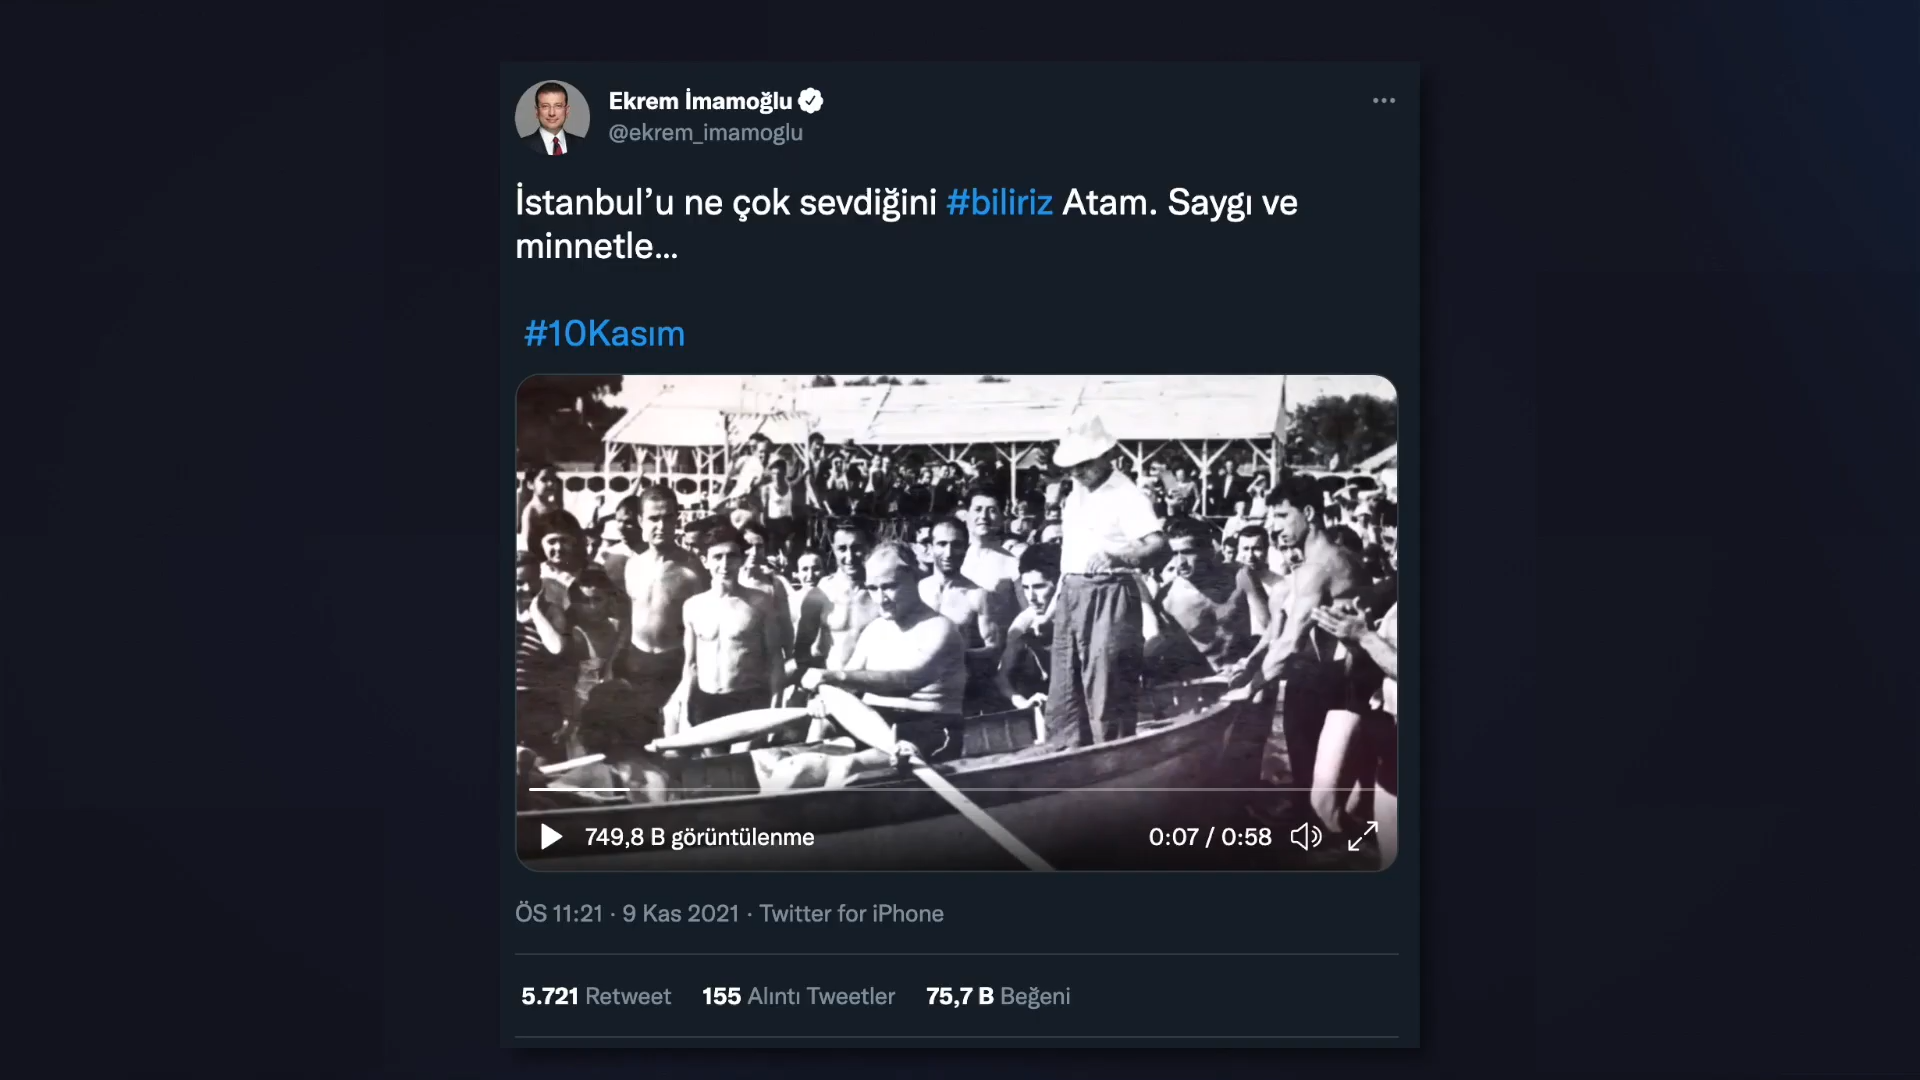 Ekrem İmamoğlu
@ekrem_imamoglu
İstanbul’u ne çok sevdiğini #biliriz Atam. Saygı ve
minnetle...
#10Kasım
749,8 B görüntülenme
0:07 / 0:58
ÖS 11:21 · 9 Kas 2021 · Twitter for iPhone
5.721 Retweet 155 Alıntı Tweetler 75,7 B Beğeni